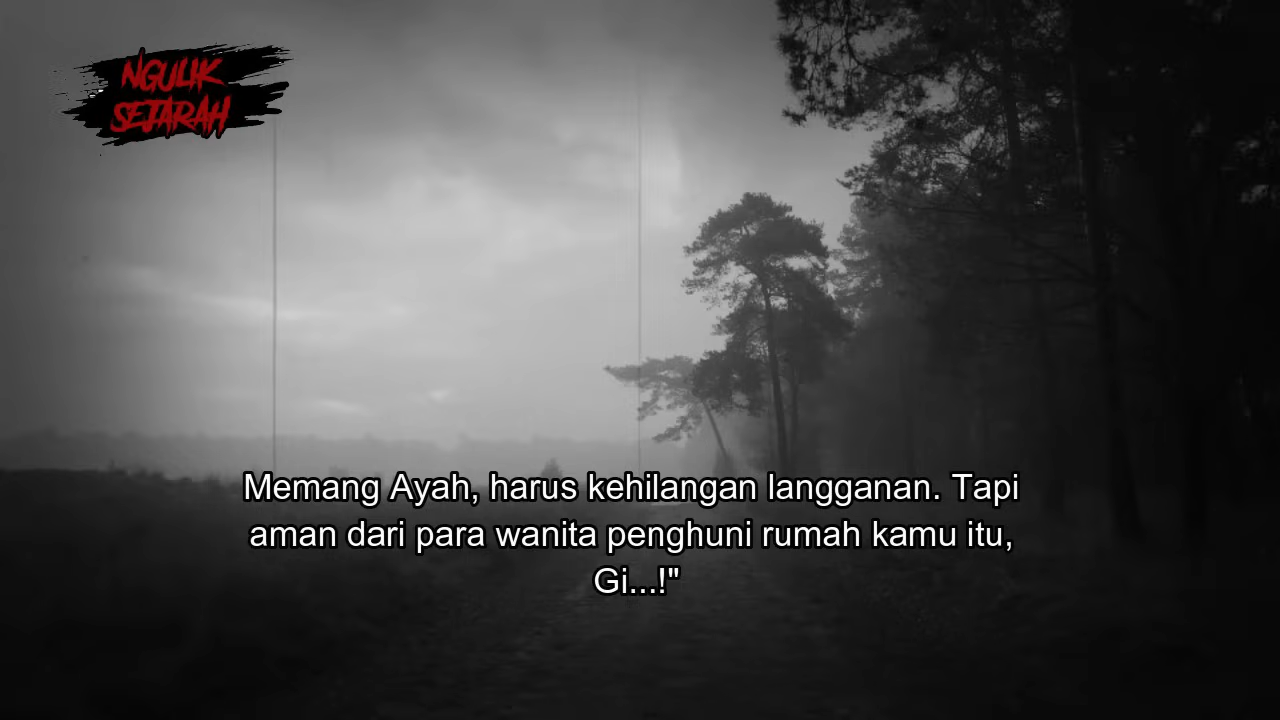 NGULIK
SEJARAH
Memang Ayah, harus kehilangan langganan. Tapi
aman dari para wanita penghuni rumah kamu itu,
Gi...!"